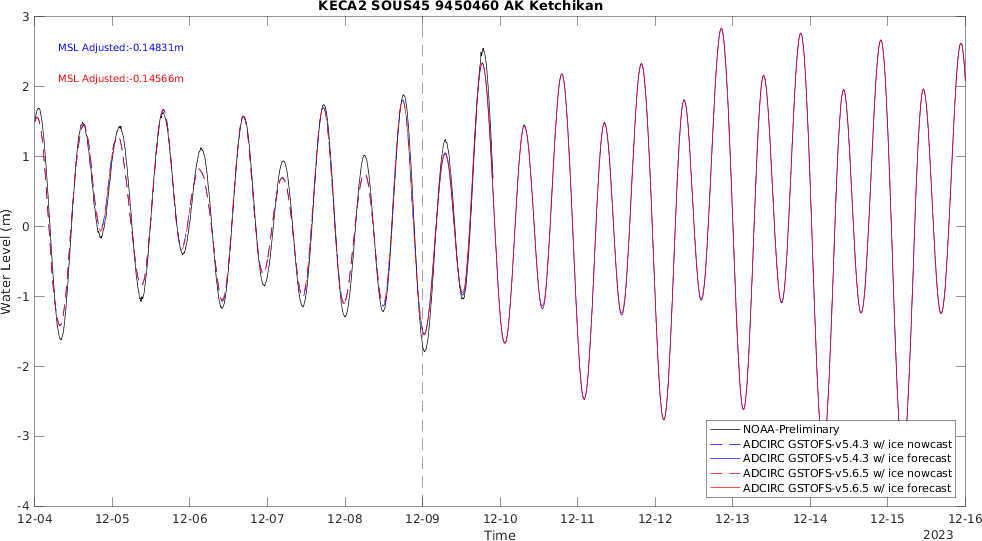 KECA2 SOUS45 9450460 AK Ketchikan
MSL Adjusted:-0.14831m
MSL Adjusted:-0.14566m
3
2
1
0
-1
-2
-3
-4
Water Level (m)
NOAA-Preliminary
ADCIRC GSTOFS-v5.4.3 w/ ice nowcast
ADCIRC GSTOFS-v5.4.3 w/ ice forecast
ADCIRC GSTOFS-v5.6.5 w/ ice nowcast
ADCIRC GSTOFS-v5.6.5 w/ ice forecast
12-04 12-05 12-06 12-07 12-08 12-09 12-10 12-11 12-12 12-13 12-14 12-15 12-16
Time
2023